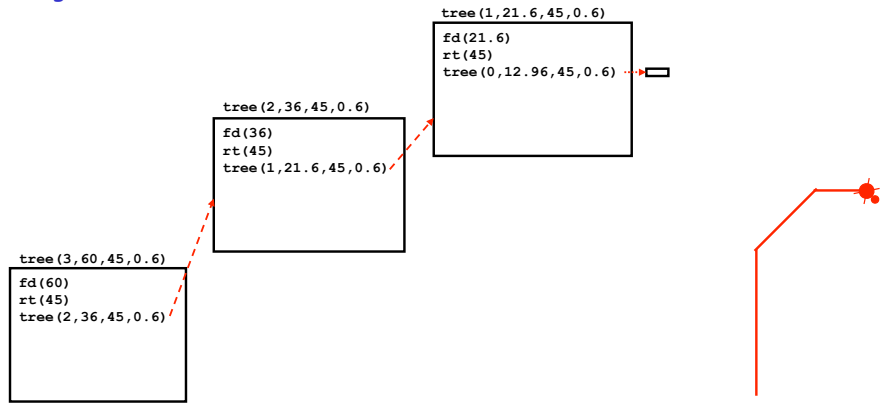 tree(1,21.6,45,0.6)
fd(21.6)
rt(45)
tree(0,12.96,45,0.6)
tree(2,36,45,0.6)
fd(36)
rt(45)
tree(1,21.6,45,0.6)
tree(3,60,45,0.6)
fd(60)
rt(45)
tree(2,36,45,0.6)